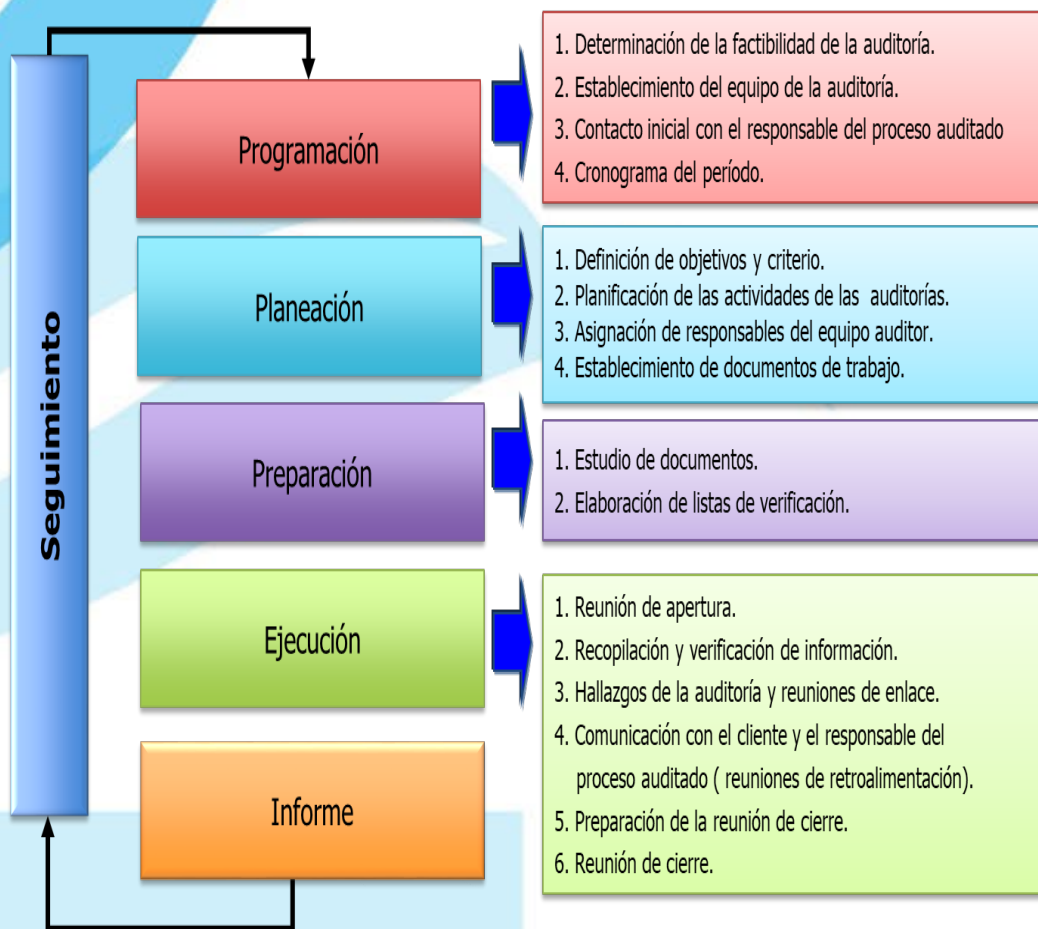 Seguimiento
Programación
1. Determinación de la factibilidad de la auditoría.
2. Establecimiento del equipo de la auditoría.
3. Contacto inicial con el responsable del proceso auditado
4. Cronograma del período.
Planeación
1. Definición de objetivos y criterio.
2. Planificación de las actividades de las  auditorías.
3. Asignación de responsables del equipo auditor.
4. Establecimiento de documentos de trabajo.
Preparación
1. Estudio de documentos.
2. Elaboración de listas de verificación.
Ejecución
1. Reunión de apertura.
2. Recopilación y verificación de información.
3. Hallazgos de la auditoría y reuniones de enlace.
4. Comunicación con el cliente y el responsable del
proceso auditado ( reuniones de retroalimentación).
5. Preparación de la reunión de cierre.
6. Reunión de cierre.
Informe